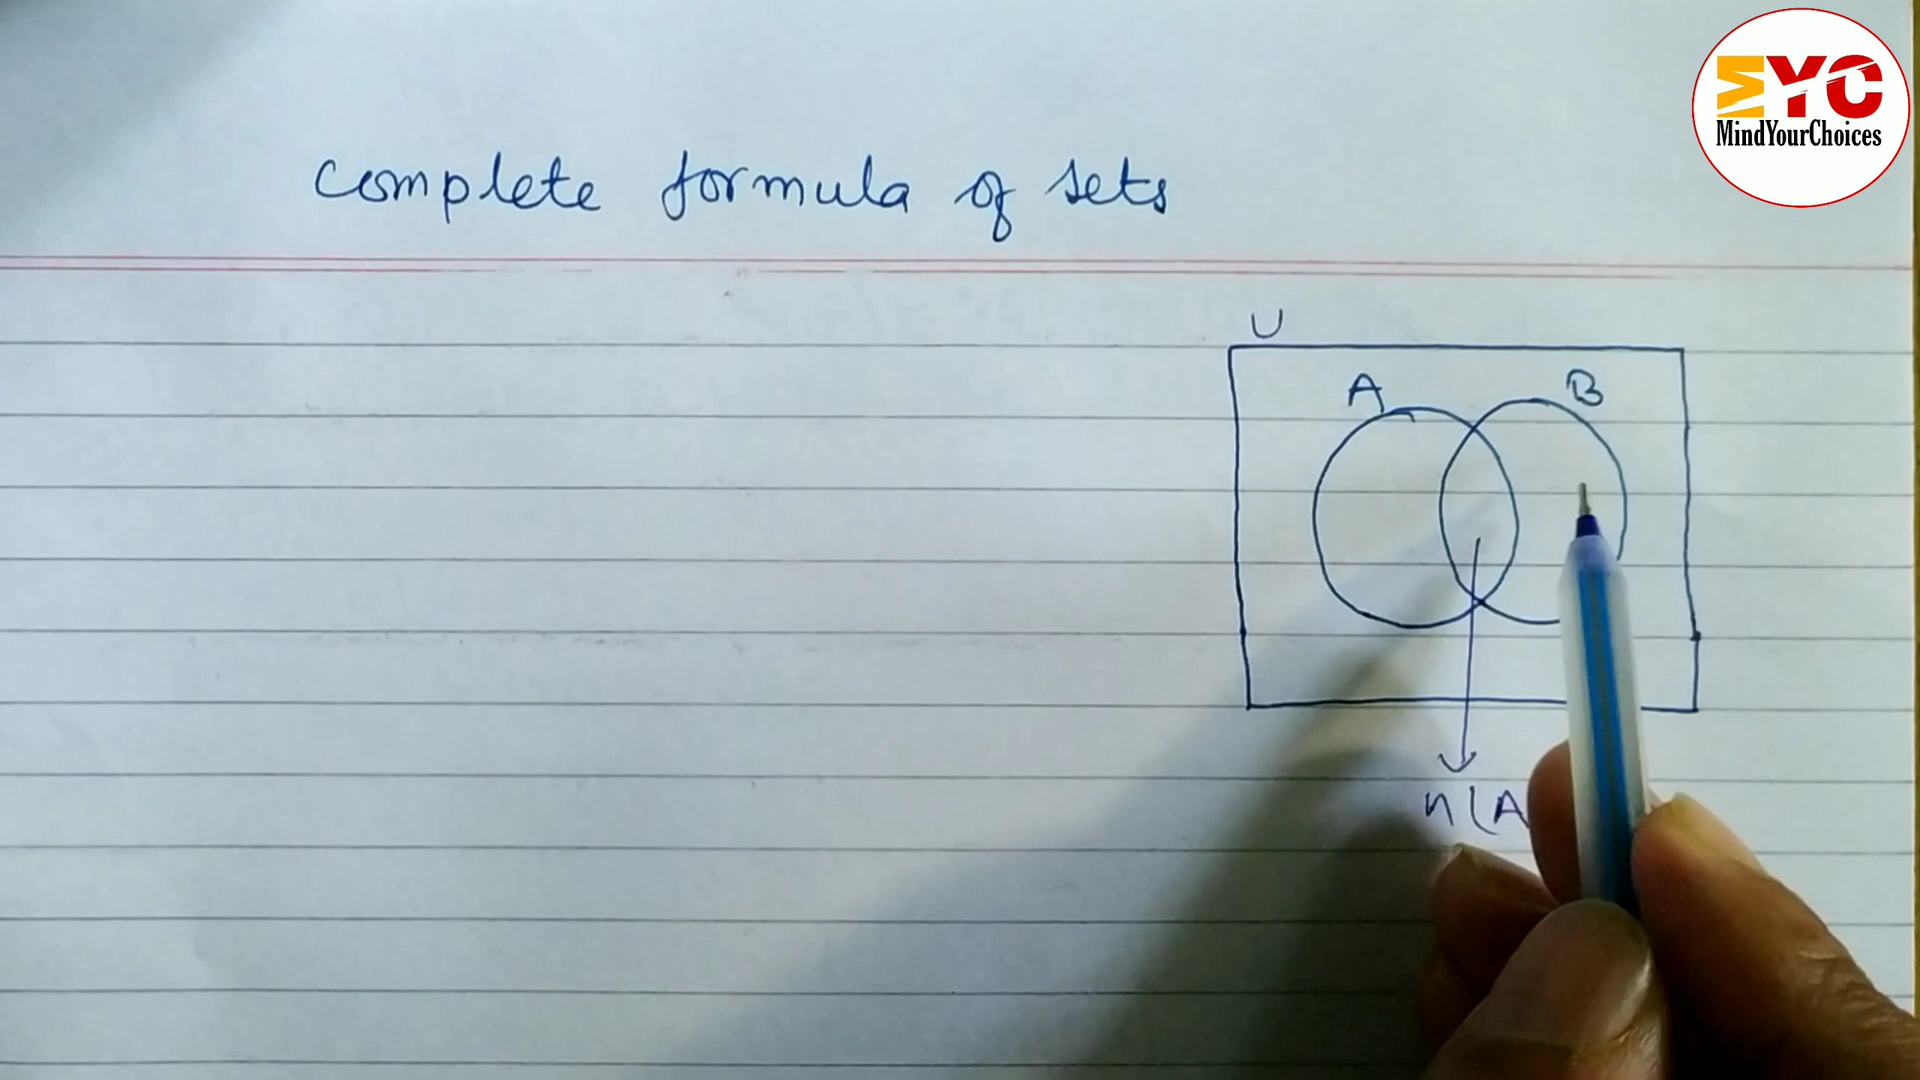 MYC
MindYourChoices
complete formula of sets
U
A B
n(A